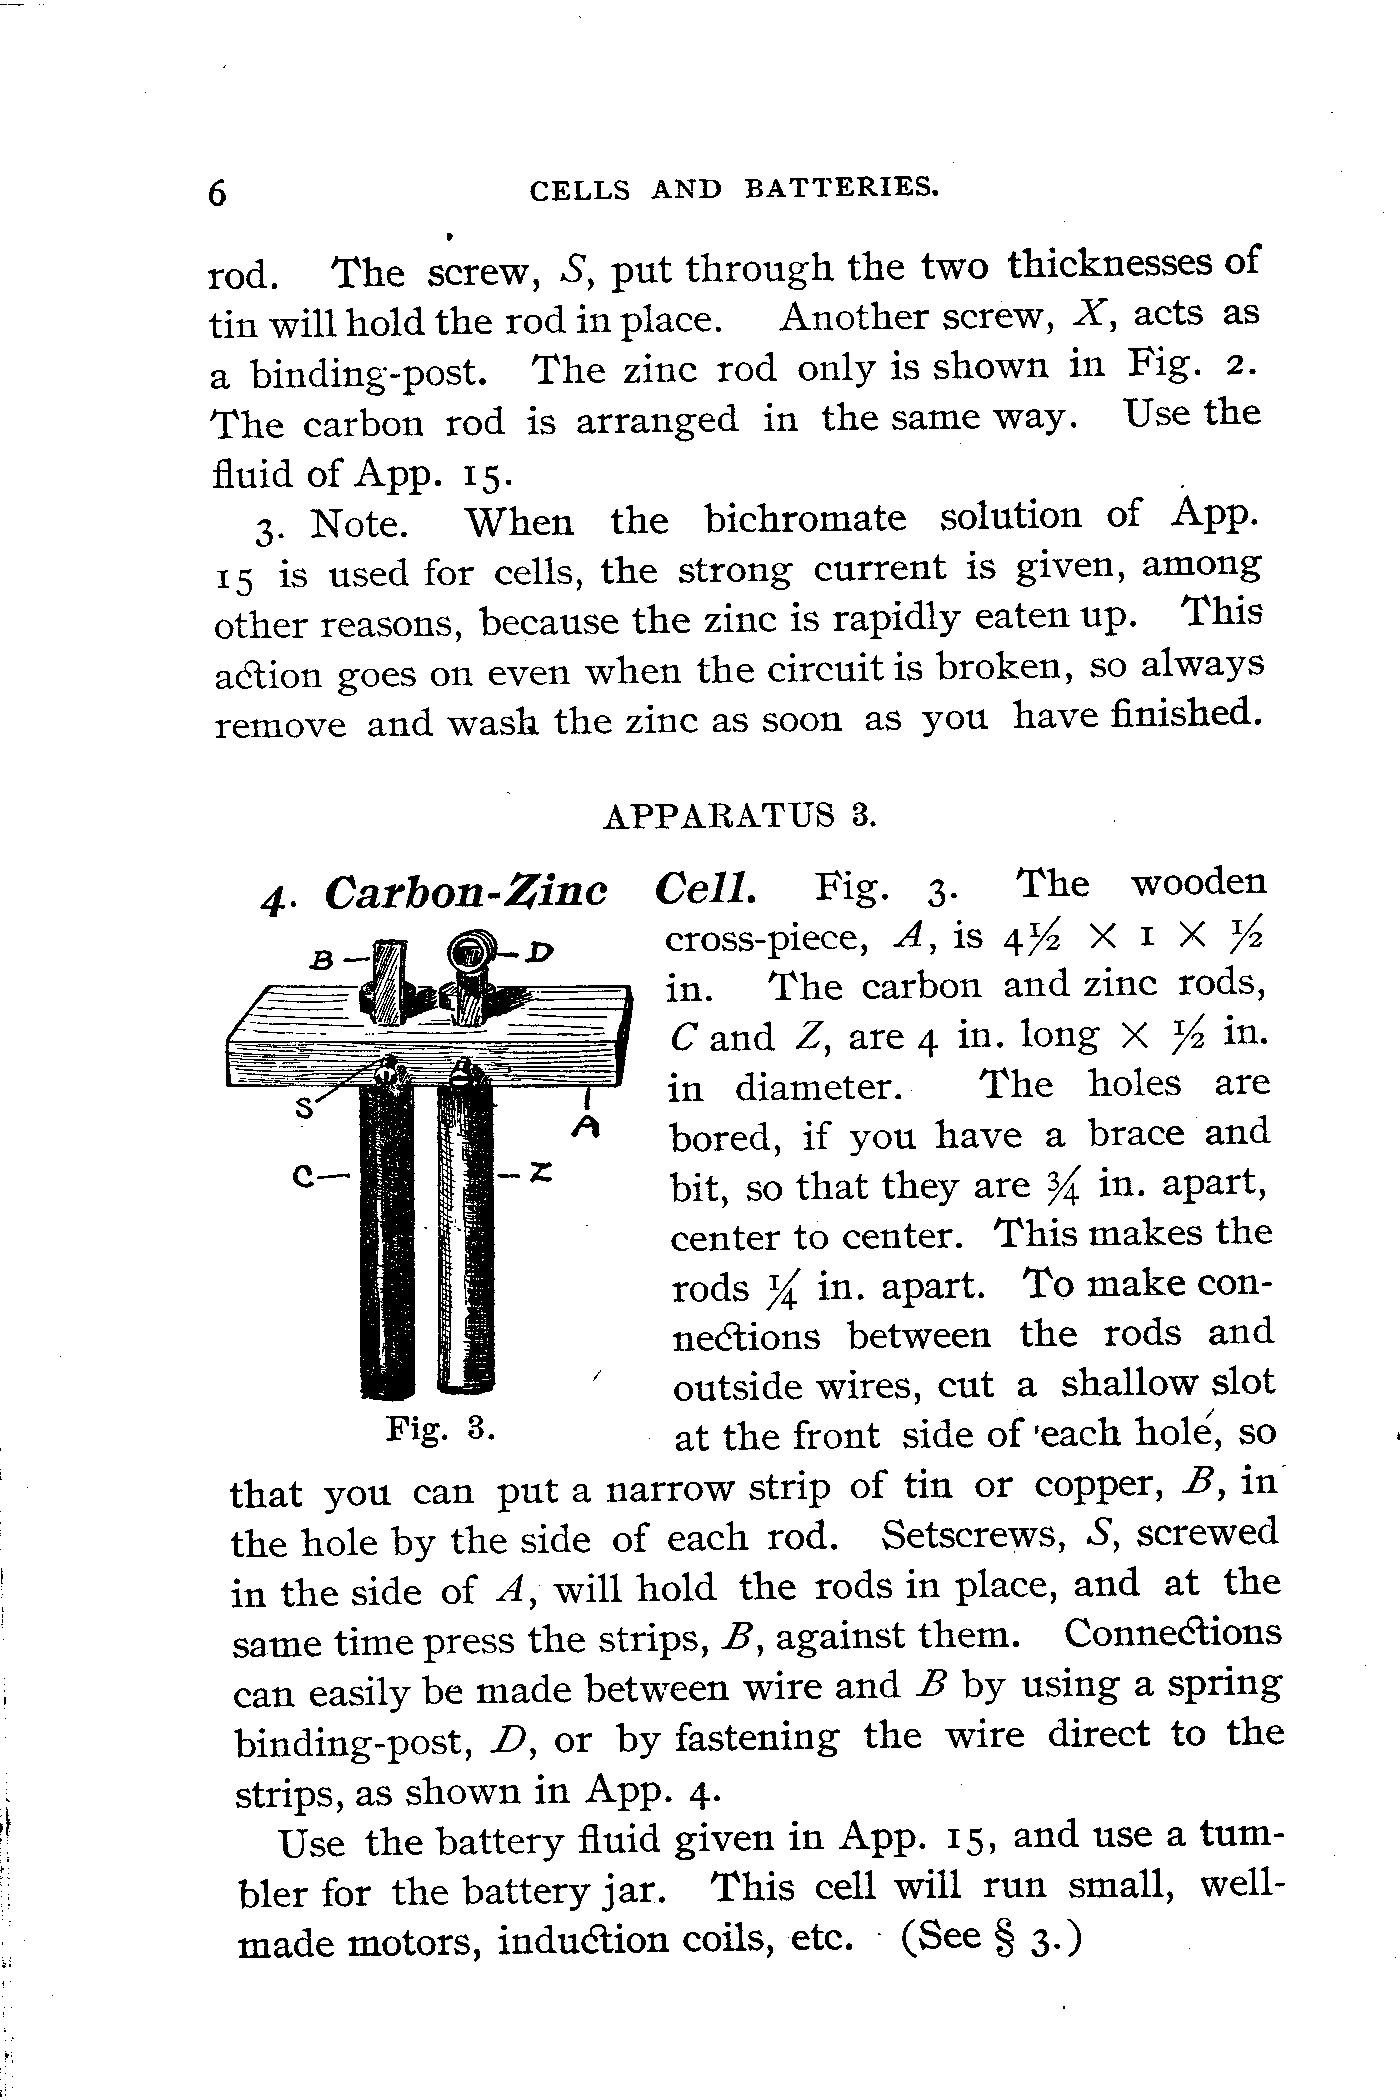 6 CELLS AND BATTERIES.
rod. The screw, S, put through the two thicknesses of
tin will hold the rod in place. Another screw, X, acts as
a binding-post. The zinc rod only is shown in Fig. 2.
The carbon rod is arranged in the same way. Use the
fluid of App. 15.
3. Note. When the bichromate solution of App.
15 is used for cells, the strong current is given, among
other reasons, because the zinc is rapidly eaten up. This
action goes on even when the circuit is broken, so always
remove and wash the zinc as soon as you have finished.
APPARATUS 3.
4. Carbon-Zinc Cell. Fig. 3. The wooden
cross-piece, A, is 4½ × 1 × ½
in. The carbon and zinc rods,
C and Z, are 4 in. long × ½ in.
in diameter. The holes are
bored, if you have a brace and
bit, so that they are ¾ in. apart,
center to center. This makes the
rods ¼ in. apart. To make con-
nections between the rods and
outside wires, cut a shallow slot
at the front side of each hole, so
B
D
S
A
C
Z
Fig. 3.
that you can put a narrow strip of tin or copper, B, in
the hole by the side of each rod. Setscrews, S, screwed
in the side of A, will hold the rods in place, and at the
same time press the strips, B, against them. Connections
can easily be made between wire and B by using a spring
binding-post, D, or by fastening the wire direct to the
strips, as shown in App. 4.
Use the battery fluid given in App. 15, and use a tum-
bler for the battery jar. This cell will run small, well-
made motors, induction coils, etc. (See § 3.)